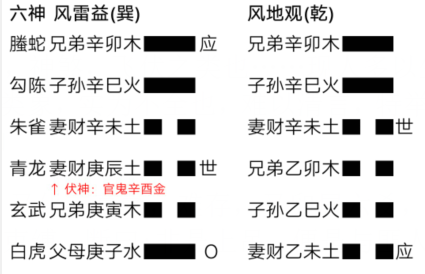 六神 风雷益(巽) 风地观(乾)
螣蛇 兄弟辛卯木 应 兄弟辛卯木
勾陈 子孙辛巳火 子孙辛巳火
朱雀 妻财辛未土 妻财辛未土 世
青龙 妻财庚辰土 世 兄弟乙卯木
↑ 伏神：官鬼辛酉金
玄武 兄弟庚寅木 子孙乙巳火
白虎 父母庚子水 O 妻财乙未土 应